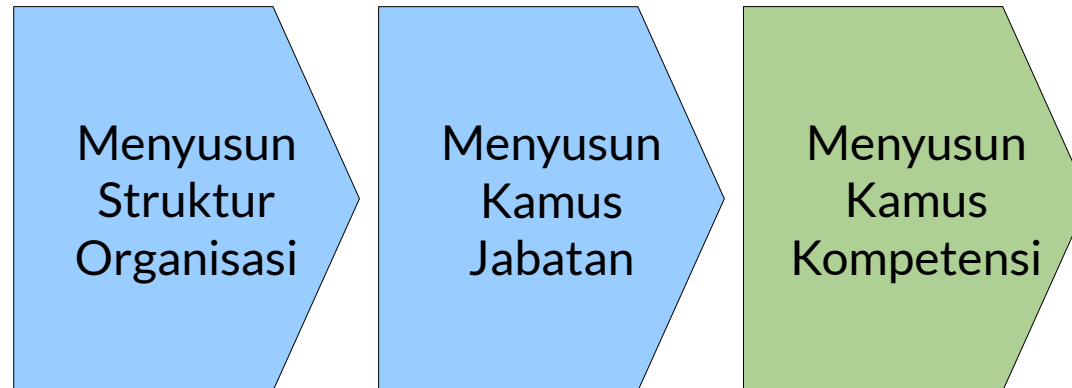 Menyusun
Struktur
Organisasi
Menyusun
Kamus
Jabatan
Menyusun
Kamus
Kompetensi